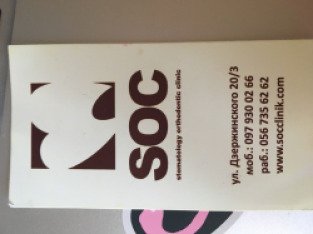 SOC
stomatology orthodontic clinic
ул. Дзержинского 20/3
моб.: 097 930 02 66
раб.: 056 735 62 62
www.socclinik.com